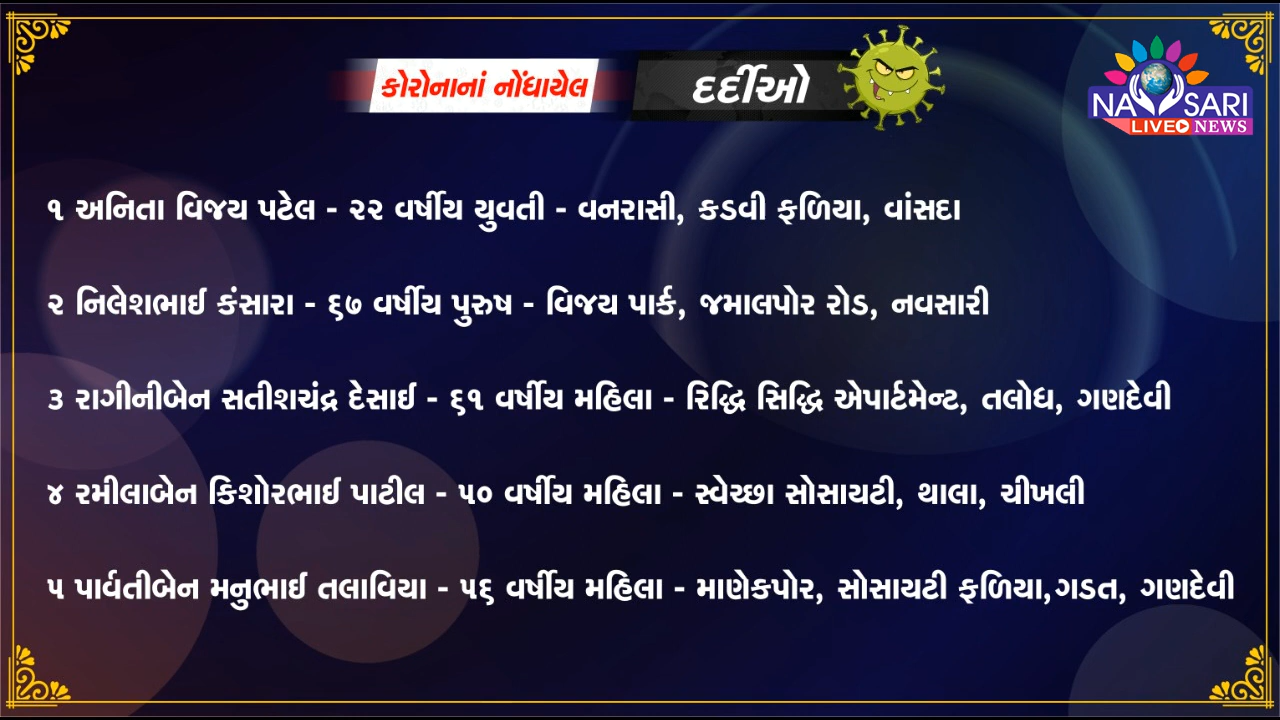 કોરોનાનાં નોંધાયેલ દર્દીઓ
NAVSARI
LIVE NEWS
૧ અનિતા વિજય પટેલ - ૨૨ વર્ષીય યુવતી - વનરાસી, કડવી ફળિયા, વાંસદા
૨ નિલેશભાઈ કંસારા - ૬૭ વર્ષીય પુરુષ - વિજય પાર્ક, જમાલપોર રોડ, નવસારી
૩ રાગીનીબેન સતીશચંદ્ર દેસાઈ - ૬૧ વર્ષીય મહિલા - રિદ્ધિ સિદ્ધિ એપાર્ટમેન્ટ, તલોધ, ગણદેવી
૪ રમીલાબેન કિશોરભાઈ પાટીલ - ૫૦ વર્ષીય મહિલા - સ્વેચ્છા સોસાયટી, થાલા, ચીખલી
૫ પાર્વતીબેન મનુભાઈ તલાવિયા - ૫૬ વર્ષીય મહિલા - માણેકપોર, સોસાયટી ફળિયા,ગડત, ગણદેવી